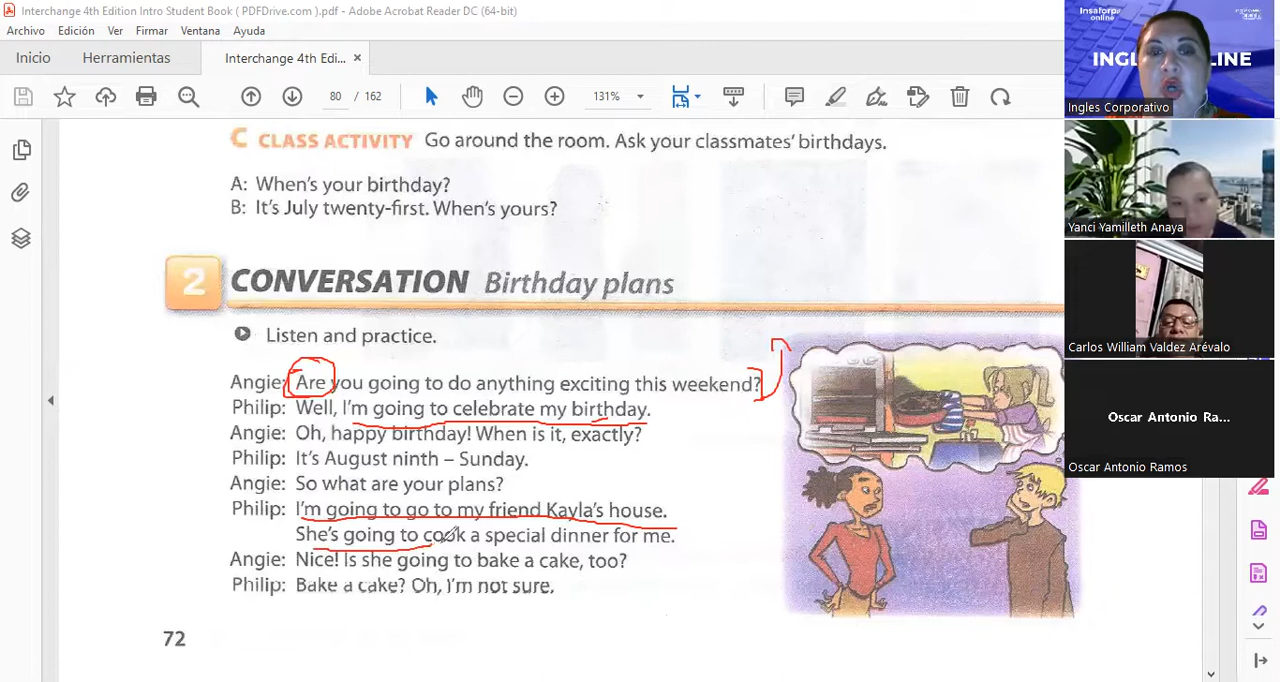 Interchange 4th Edition Intro Student Book ( PDFDrive.com ).pdf - Adobe Acrobat Reader DC (64-bit)
Archivo Edición Ver Firmar Ventana Ayuda
Inicio Herramientas Interchange 4th Edi... ×
80 / 162 131%
C CLASS ACTIVITY Go around the room. Ask your classmates' birthdays.
A: When's your birthday?
B: It's July twenty-first. When's yours?
2 CONVERSATION Birthday plans
Listen and practice.
Angie: Are you going to do anything exciting this weekend?
Philip: Well, I'm going to celebrate my birthday.
Angie: Oh, happy birthday! When is it, exactly?
Philip: It's August ninth – Sunday.
Angie: So what are your plans?
Philip: I'm going to go to my friend Kayla's house.
She's going to cook a special dinner for me.
Angie: Nice! Is she going to bake a cake, too?
Philip: Bake a cake? Oh, I'm not sure.
72
Insaforp
online
INGL LINE
Ingles Corporativo
Yanci Yamilleth Anaya
Carlos William Valdez Arévalo
Oscar Antonio Ra...
Oscar Antonio Ramos